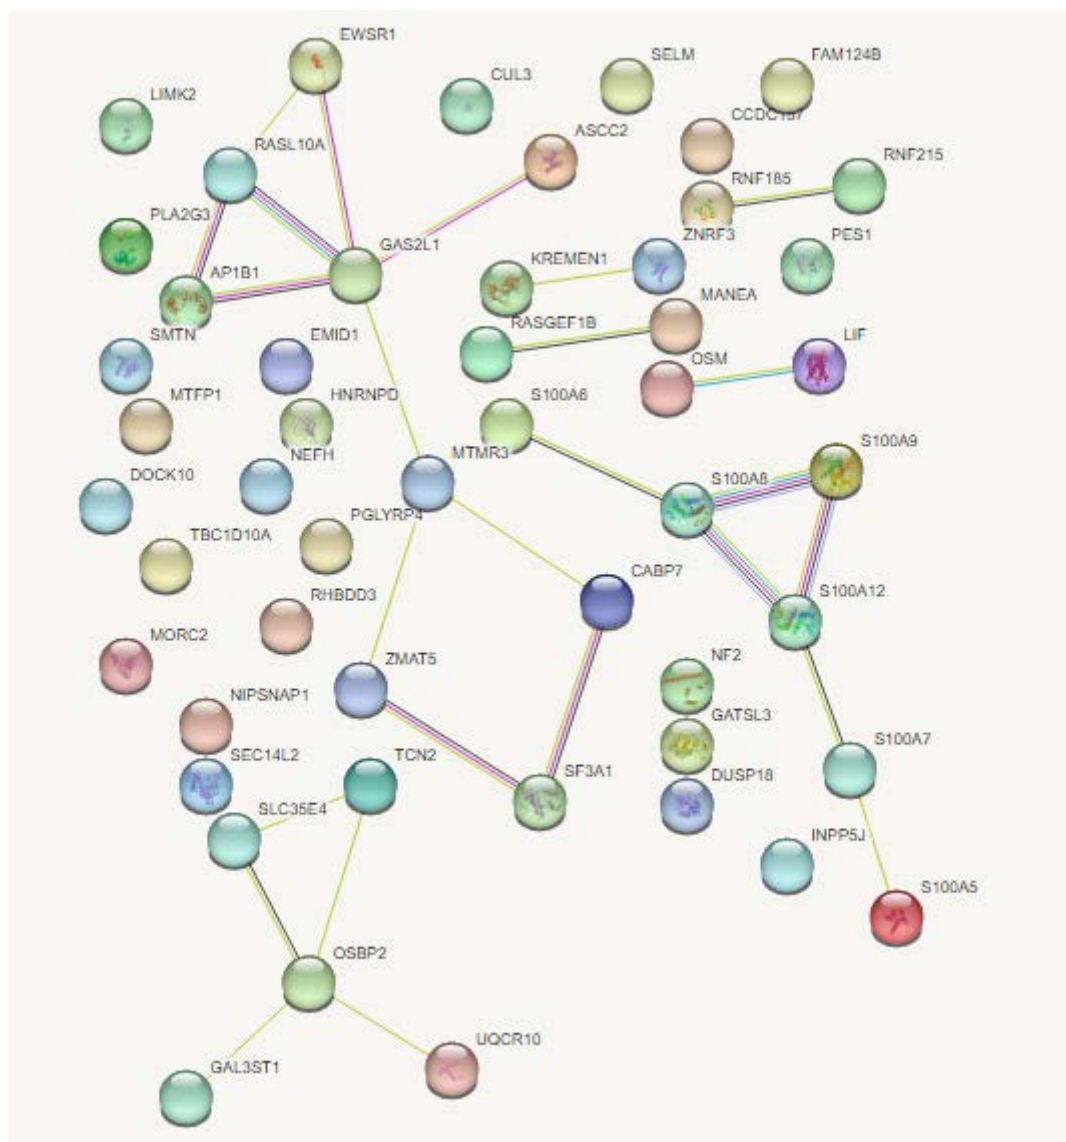 EWSR1
SELM
FAM124B
CUL3
LIMK2
ASCC2
RASL10A
RNF215
RNF185
PLA2G3
ZNRF3
PES1
GAS2L1
KREMEN1
AP1B1
MANEA
RASGEF1B
SMTN
EMID1
OSM
LIF
MTFP1
HNRNPD
S100A6
S100A9
NEFH
MTMR3
DOCK10
S100A8
PGLYRP4
TBC1D10A
CABP7
RHBDD3
S100A12
MORC2
ZMAT5
NF2
NIPSNAP1
GATSL3
SEC14L2
TCN2
S100A7
SF3A1
DUSP18
SLC35E4
INPP5J
S100A5
OSBP2
UQCR10
GAL3ST1